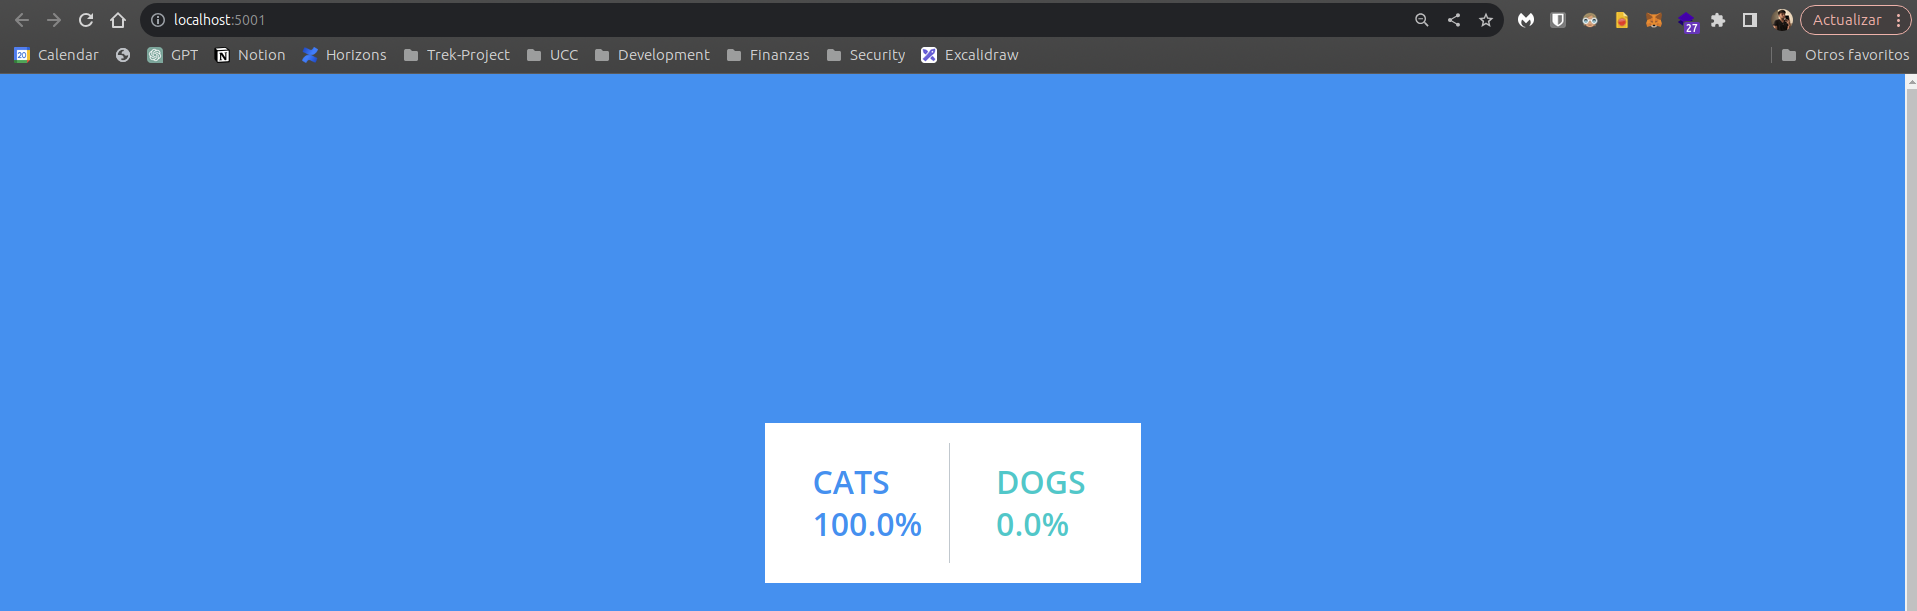 localhost:5001
27
Actualizar
20 Calendar GPT Notion Horizons Trek-Project UCC Development Finanzas Security Excalidraw Otros favoritos
CATS DOGS
100.0% 0.0%